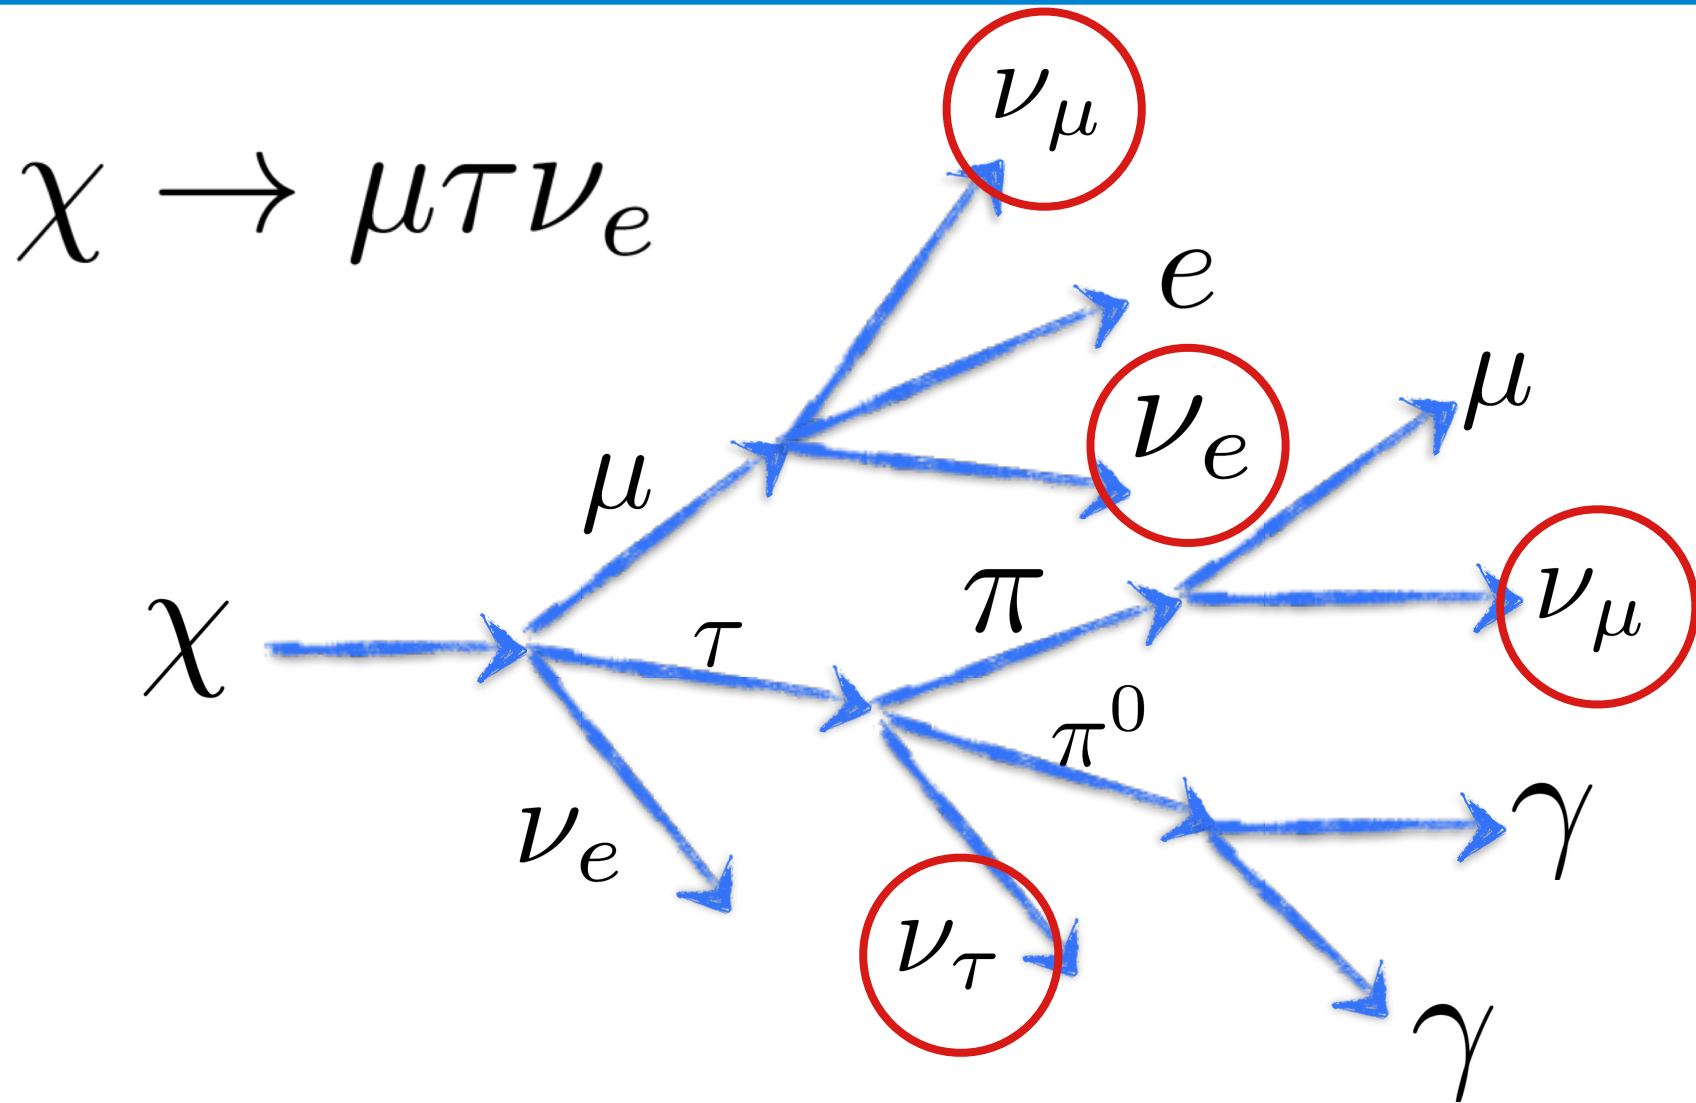 ν_μ
χ → μτν_e
e
μ
ν_e
μ
π
ν_μ
χ
τ
π^0
ν_e
γ
ν_τ
γ